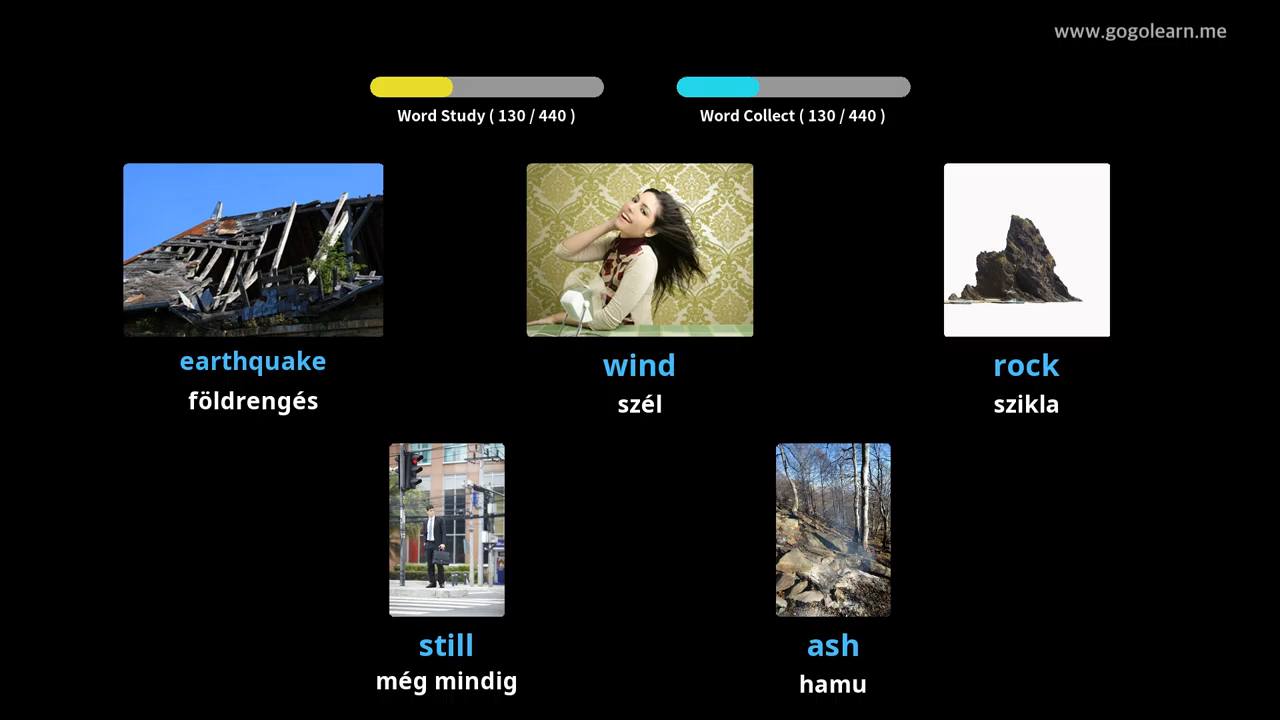 www.gogolearn.me
Word Study ( 130 / 440 )
Word Collect ( 130 / 440 )
earthquake
földrengés
wind
szél
rock
szikla
still
még mindig
ash
hamu